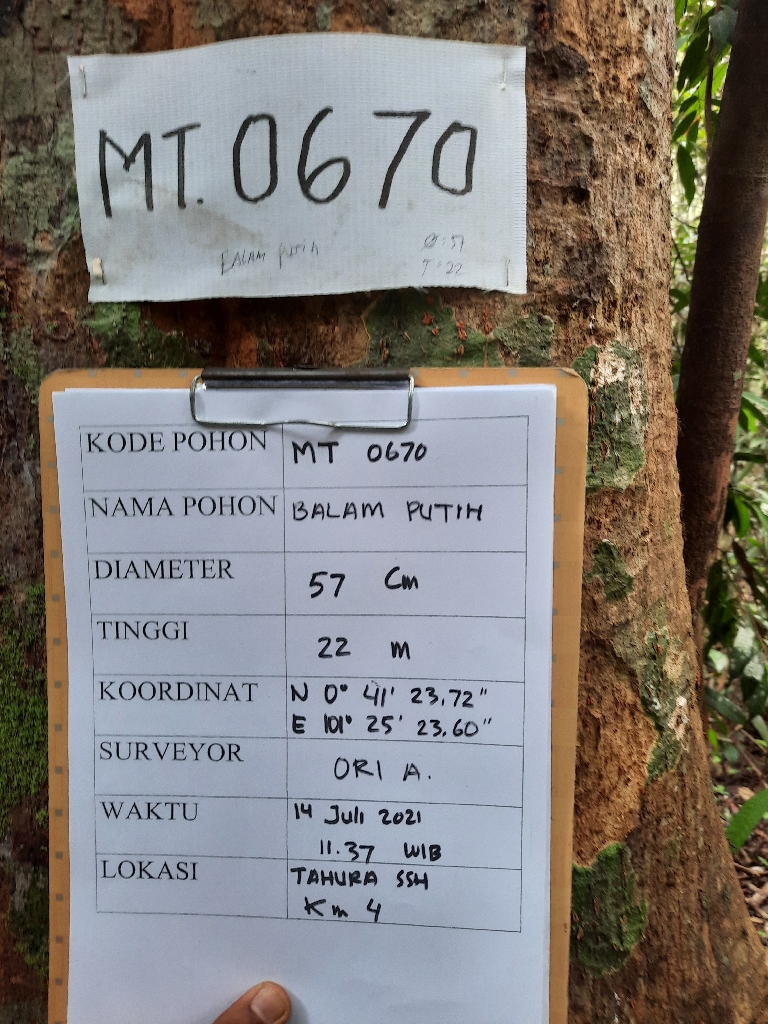 MT. 0670
BALAM PUTIH
Ø: 57
T: 22
KODE POHON MT 0670
NAMA POHON BALAM PUTIH
DIAMETER 57 Cm
TINGGI 22 m
KOORDINAT N 0° 41' 23.72"
E 101° 25' 23.60"
SURVEYOR ORI A.
WAKTU 14 Juli 2021
11.37 WIB
LOKASI TAHURA SSH
Km 4